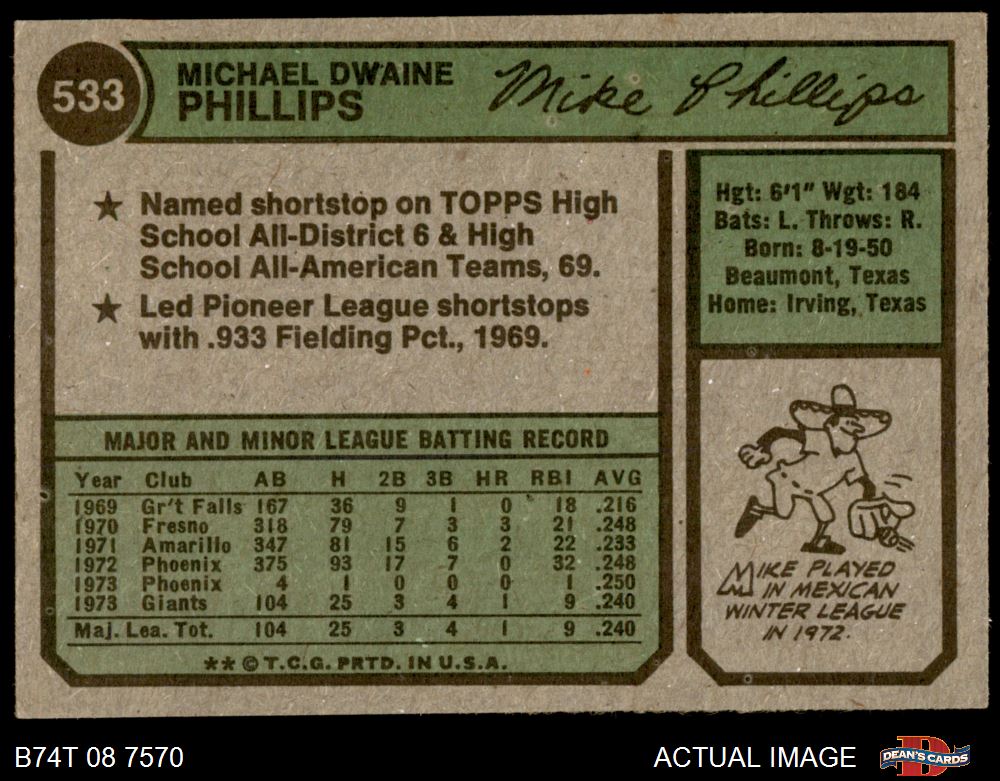 533
MICHAEL DWAINE
PHILLIPS
Mike Phillips
★ Named shortstop on TOPPS High
School All-District 6 & High
School All-American Teams, 69.
★ Led Pioneer League shortstops
with .933 Fielding Pct., 1969.
Hgt: 6'1" Wgt: 184
Bats: L. Throws: R.
Born: 8-19-50
Beaumont, Texas
Home: Irving, Texas
MAJOR AND MINOR LEAGUE BATTING RECORD
Year Club AB H 2B 3B HR RBI AVG
1969 Gr't Falls 167 36 9 1 0 18 .216
1970 Fresno 318 79 7 3 3 21 .248
1971 Amarillo 347 81 15 6 2 22 .233
1972 Phoenix 375 93 17 7 0 32 .248
1973 Phoenix 4 1 0 0 0 1 .250
1973 Giants 104 25 3 4 1 9 .240
Maj. Lea. Tot. 104 25 3 4 1 9 .240
** © T.C.G. PRTD. IN U.S.A.
MIKE PLAYED
IN MEXICAN
WINTER LEAGUE
IN 1972.
B74T 08 7570
ACTUAL IMAGE
DEAN'S CARDS